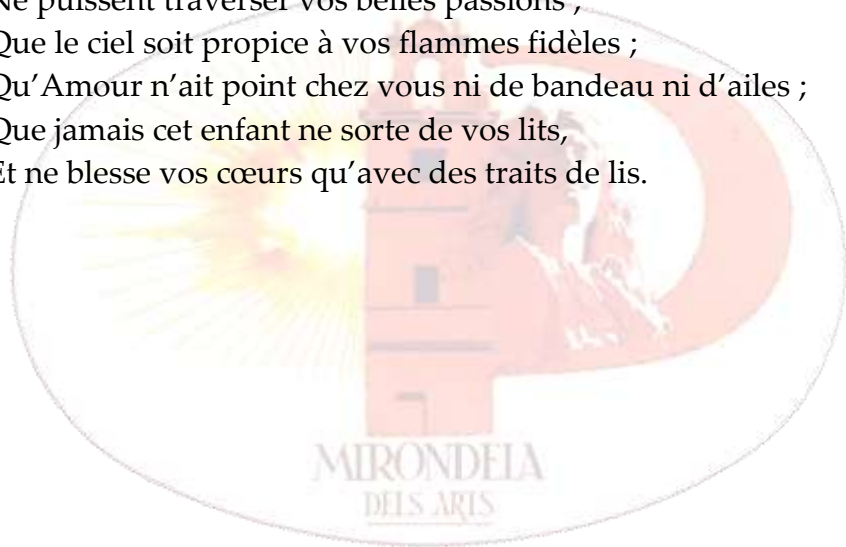 Ne puissent traverser vos belles passions ;
Que le ciel soit propice à vos flammes fidèles ;
Qu’Amour n’ait point chez vous ni de bandeau ni d’ailes ;
Que jamais cet enfant ne sorte de vos lits,
Et ne blesse vos cœurs qu’avec des traits de lis.
MIRONDELA
DELS ARTS